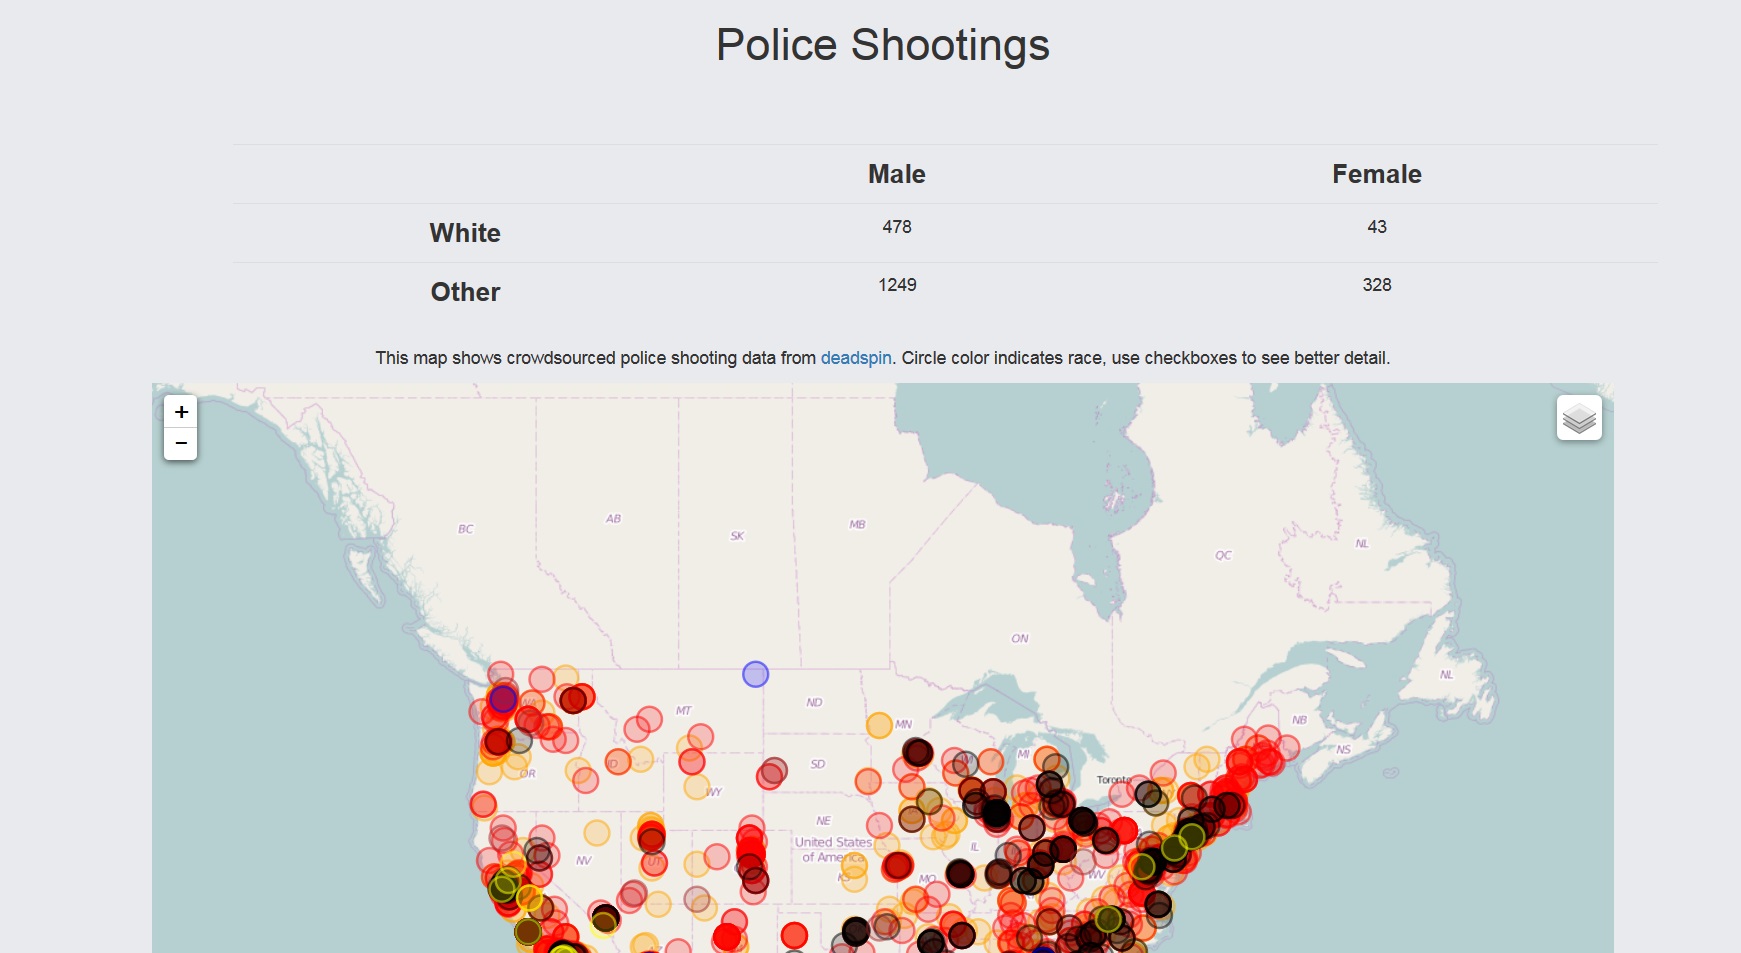 Police Shootings
Male Female
White 478 43
Other 1249 328
This map shows crowdsourced police shooting data from deadspin. Circle color indicates race, use checkboxes to see better detail.
+
−
BC
AB
SK
MB
ON
QC
NL
NL
NB
NS
MT
ND
MN
MI
Toronto
OR
ID
SD
WY
NE
United States
of America
IL
NV
UT
KS
MO
WV
AZ